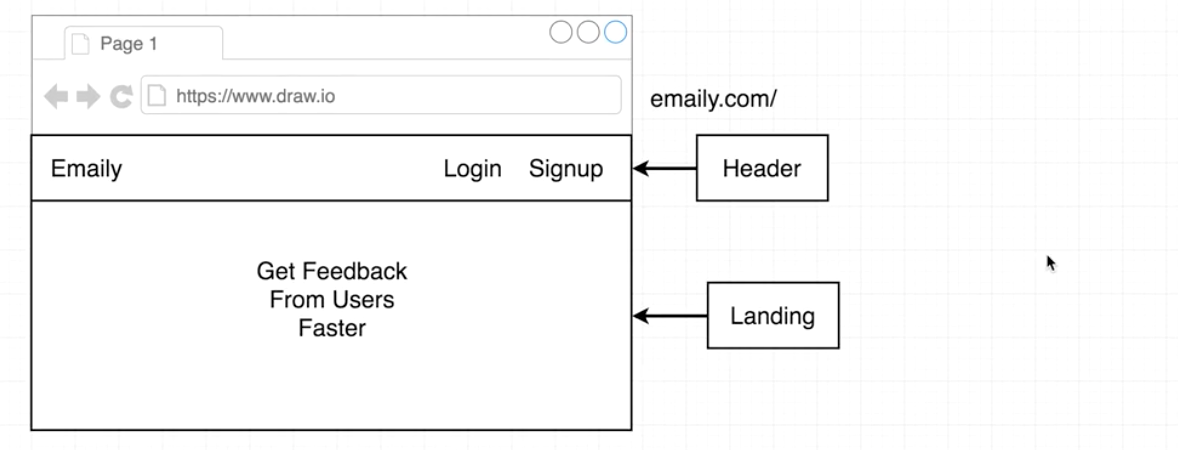 Page 1
https://www.draw.io
emaily.com/
Emaily Login Signup
Header
Get Feedback
From Users
Faster
Landing